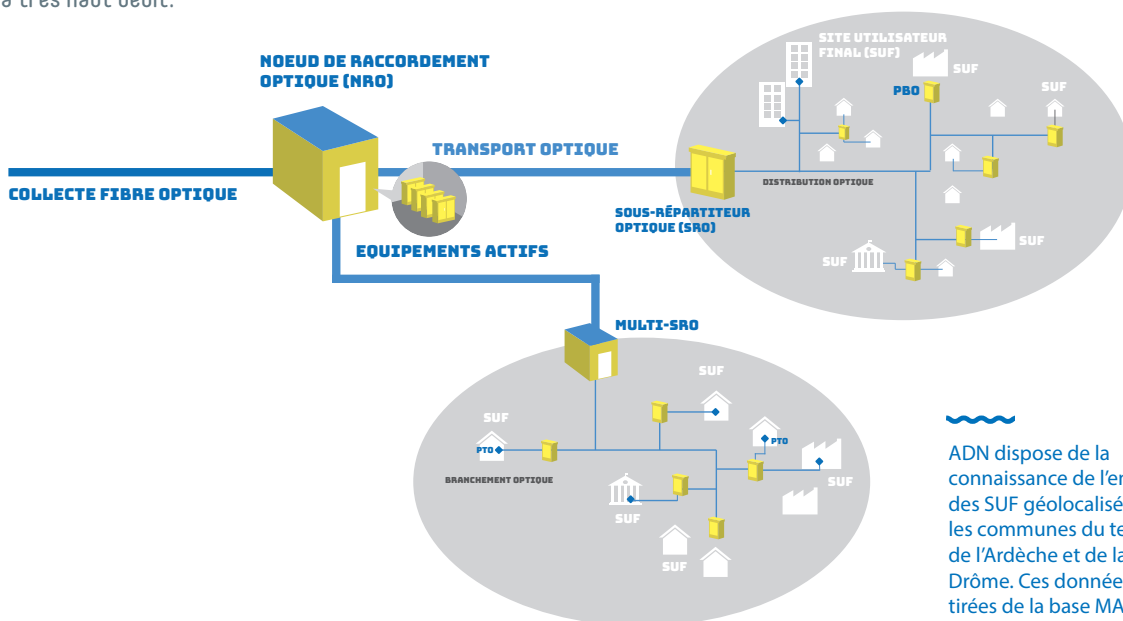 à très haut débit.
NOEUD DE RACCORDEMENT
OPTIQUE (NRO)
COLLECTE FIBRE OPTIQUE
TRANSPORT OPTIQUE
EQUIPEMENTS ACTIFS
SOUS-RÉPARTITEUR
OPTIQUE (SRO)
SITE UTILISATEUR
FINAL (SUF)
SUF
PBO
SUF
DISTRIBUTION OPTIQUE
SUF
SUF
MULTI-SRO
SUF
SUF
PTO
PTO
BRANCHEMENT OPTIQUE
SUF
SUF
SUF
ADN dispose de la
connaissance de l'en
des SUF géolocalisé
les communes du te
de l'Ardèche et de la
Drôme. Ces donnée
tirées de la base MA